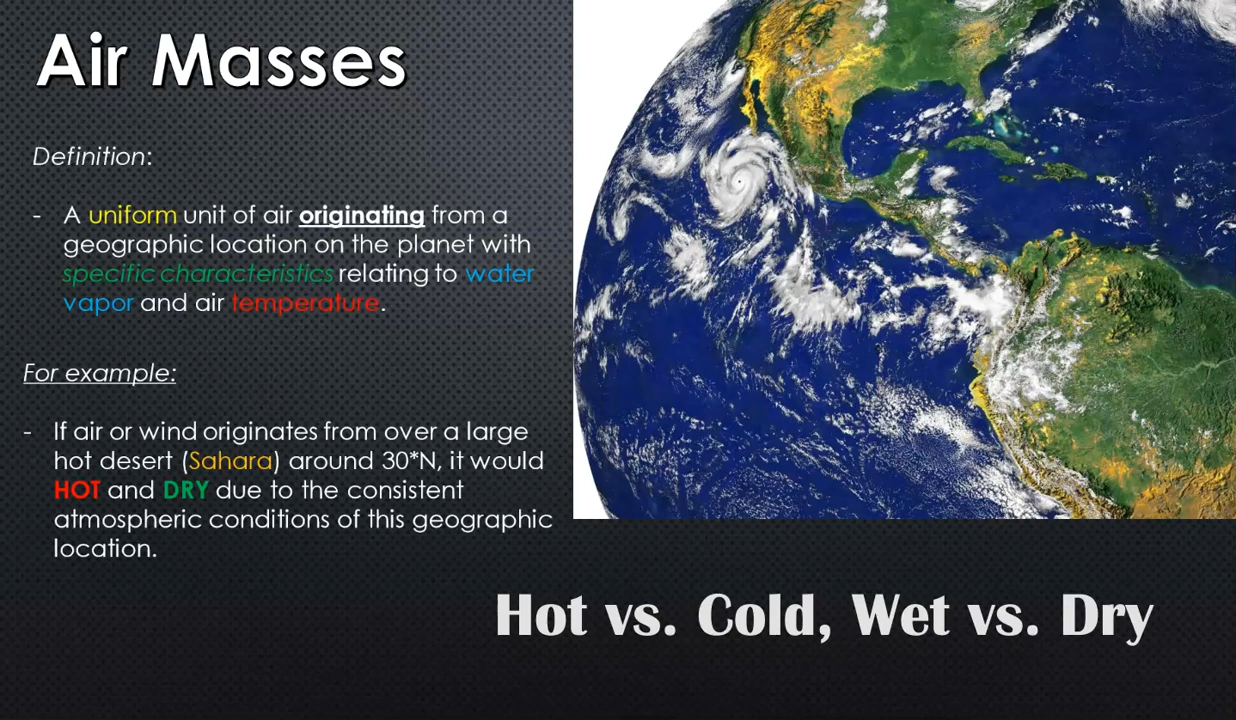 Air Masses
Definition:
- A uniform unit of air originating from a
geographic location on the planet with
specific characteristics relating to water
vapor and air temperature.
For example:
- If air or wind originates from over a large
hot desert (Sahara) around 30*N, it would
HOT and DRY due to the consistent
atmospheric conditions of this geographic
location.
Hot vs. Cold, Wet vs. Dry